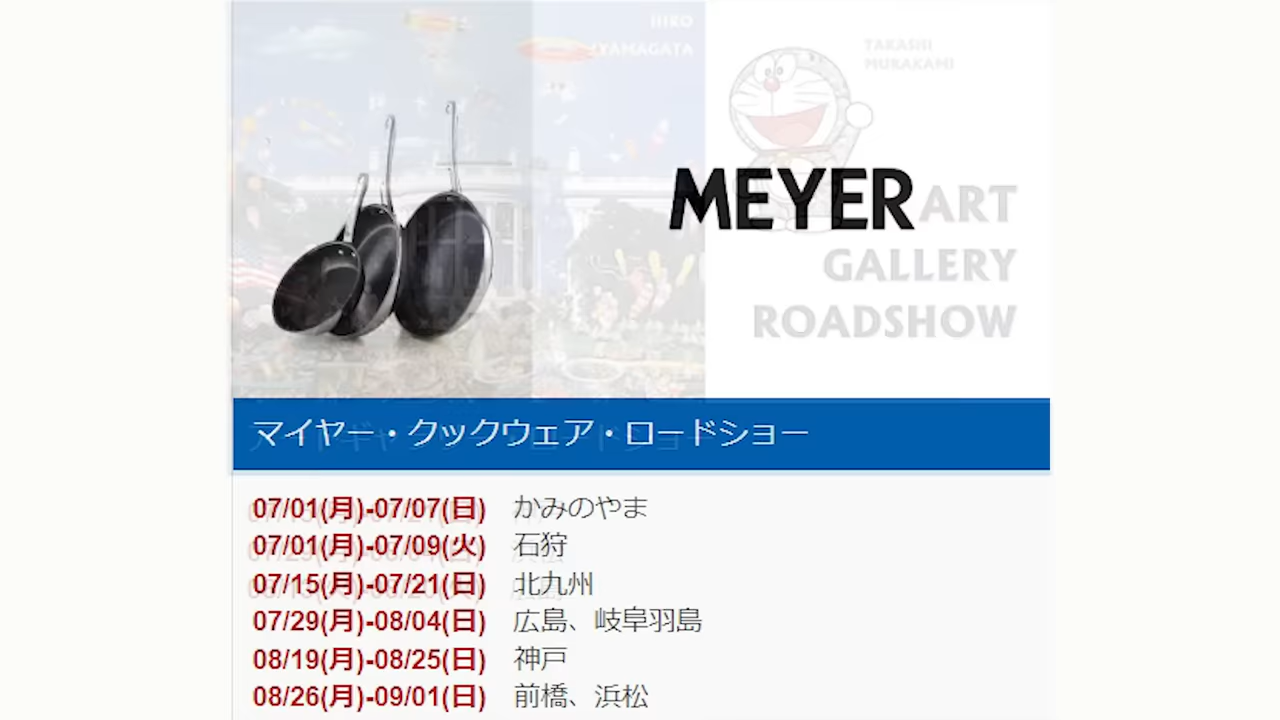 HIRO
YAMAGATA
TAKASHI
MURAKAMI
MEYER
ART
GALLERY
ROADSHOW
マイヤー・クックウェア・ロードショー
07/01(月)-07/07(日) かみのやま
07/01(月)-07/09(火) 石狩
07/15(月)-07/21(日) 北九州
07/29(月)-08/04(日) 広島、岐阜羽島
08/19(月)-08/25(日) 神戸
08/26(月)-09/01(日) 前橋、浜松